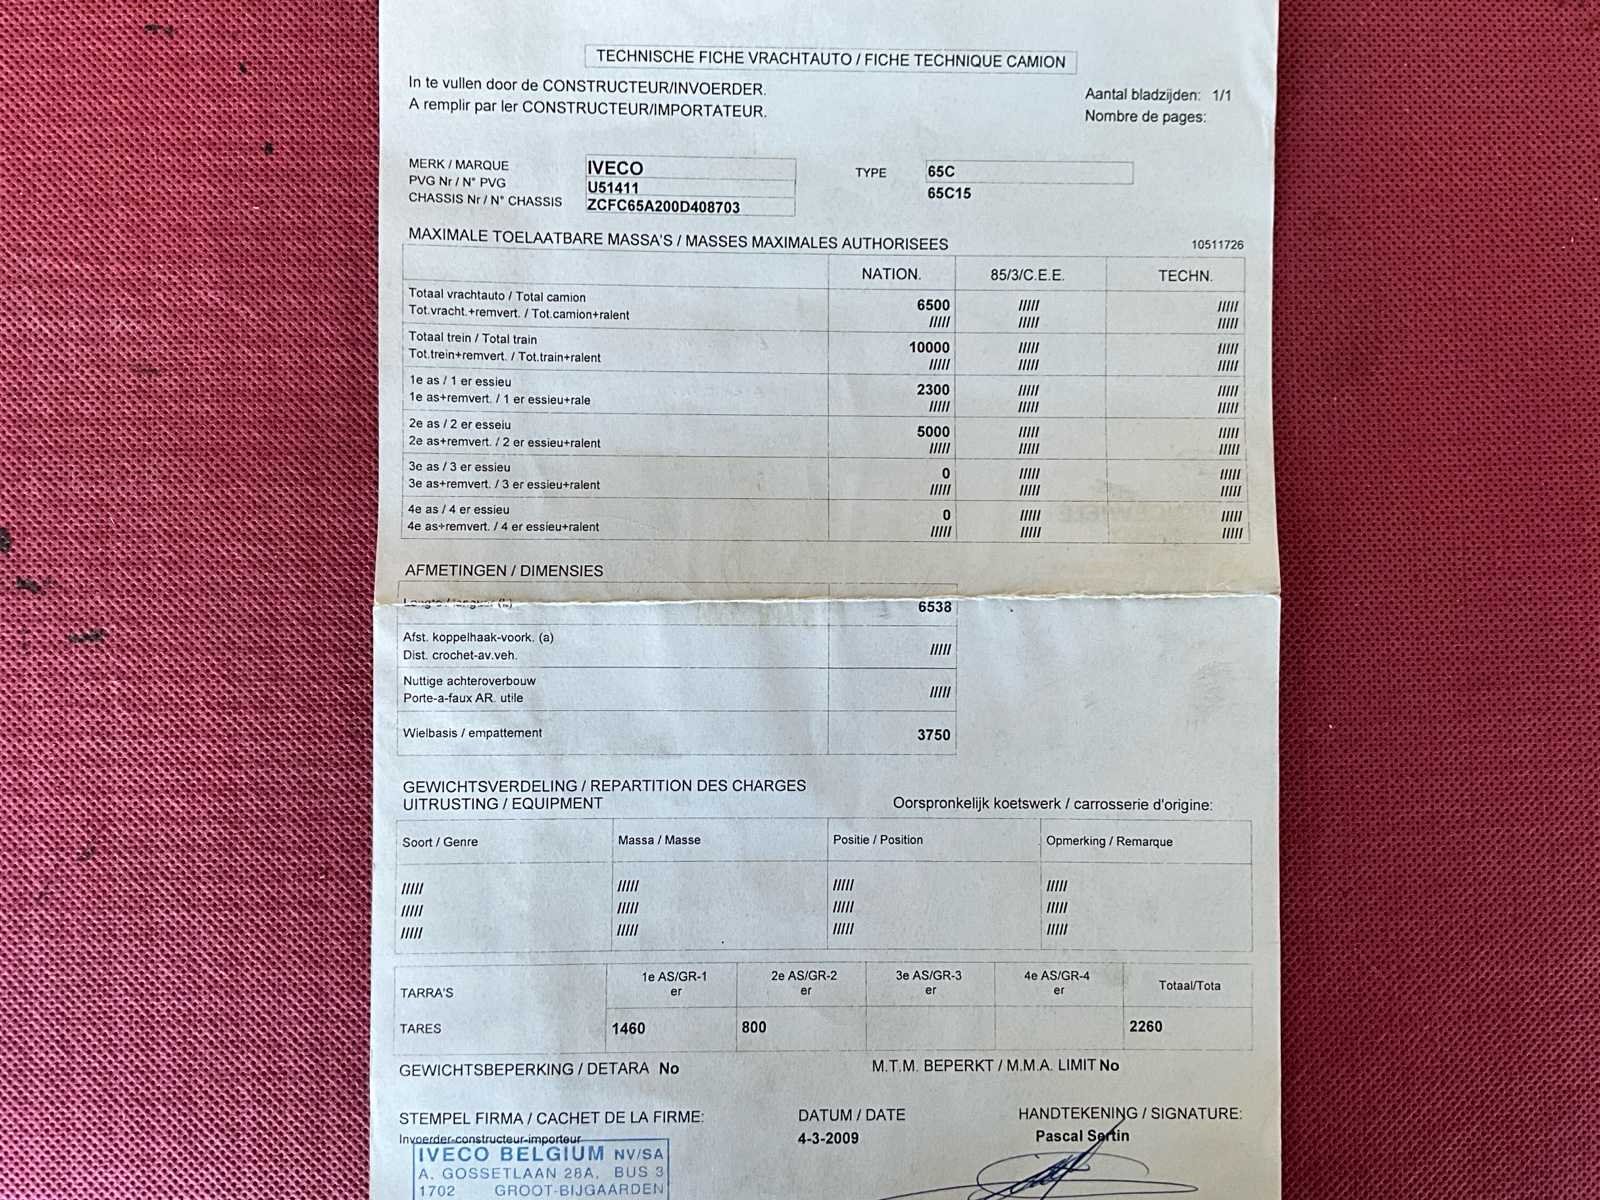 TECHNISCHE FICHE VRACHTAUTO / FICHE TECHNIQUE CAMION
In te vullen door de CONSTRUCTEUR/INVOERDER.
A remplir par ler CONSTRUCTEUR/IMPORTATEUR.
Aantal bladzijden: 1/1
Nombre de pages:
MERK / MARQUE IVECO TYPE 65C
PVG Nr / N° PVG U51411 65C15
CHASSIS Nr / N° CHASSIS ZCFC65A200D408703
MAXIMALE TOELAATBARE MASSA'S / MASSES MAXIMALES AUTHORISEES 10511726
NATION. 85/3/C.E.E. TECHN.
Totaal vrachtauto / Total camion 6500 ///// /////
Tot.vracht.+remvert. / Tot.camion+ralent ///// ///// /////
Totaal trein / Total train 10000 ///// /////
Tot.trein+remvert. / Tot.train+ralent ///// ///// /////
1e as / 1 er essieu 2300 ///// /////
1e as+remvert. / 1 er essieu+rale ///// ///// /////
2e as / 2 er esseiu 5000 ///// /////
2e as+remvert. / 2 er essieu+ralent ///// ///// /////
3e as / 3 er essieu 0 ///// /////
3e as+remvert. / 3 er essieu+ralent ///// ///// /////
4e as / 4 er essieu 0 ///// /////
4e as+remvert. / 4 er essieu+ralent ///// ///// /////
AFMETINGEN / DIMENSIES
6538
Afst. koppelhaak-voork. (a)
Dist. crochet-av.veh. /////
Nuttige achteroverbouw
Porte-a-faux AR. utile /////
Wielbasis / empattement 3750
GEWICHTSVERDELING / REPARTITION DES CHARGES
UITRUSTING / EQUIPMENT Oorspronkelijk koetswerk / carrosserie d'origine:
Soort / Genre Massa / Masse Positie / Position Opmerking / Remarque
///// ///// ///// /////
///// ///// ///// /////
///// ///// ///// /////
TARRA'S 1e AS/GR-1 er 2e AS/GR-2 er 3e AS/GR-3 er 4e AS/GR-4 er Totaal/Tota
TARES 1460 800 2260
GEWICHTSBEPERKING / DETARA No M.T.M. BEPERKT / M.M.A. LIMIT No
STEMPEL FIRMA / CACHET DE LA FIRME: DATUM / DATE HANDTEKENING / SIGNATURE:
Invoerder-constructeur-importeur 4-3-2009 Pascal Sertin
IVECO BELGIUM NV/SA
A. GOSSETLAAN 28A, BUS 3
1702 GROOT-BIJGAARDEN